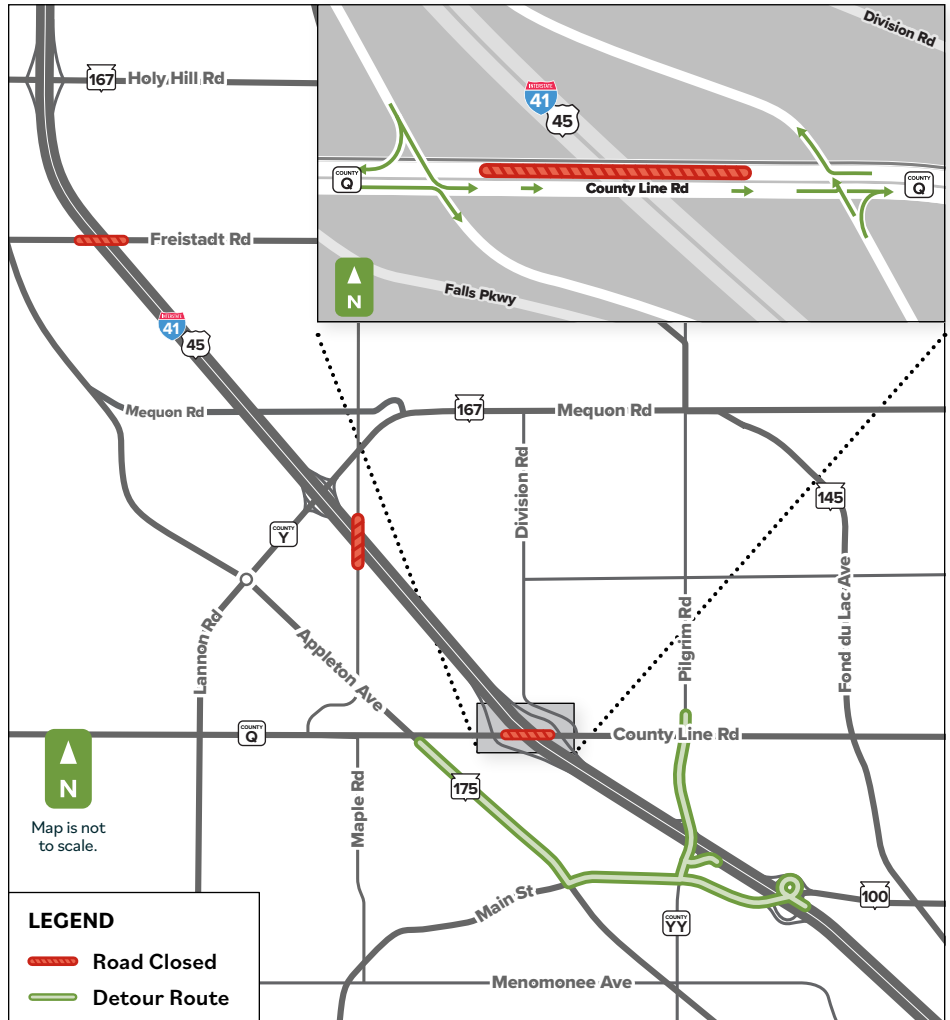 Division Rd
INTERSTATE
41
45
COUNTY
Q
County Line Rd
COUNTY
Q
N
Falls Pkwy
167
Holy Hill Rd
Freistadt Rd
INTERSTATE
41
45
Mequon Rd
167
Mequon Rd
Division Rd
145
COUNTY
Y
Lannon Rd
Appleton Ave
Pilgrim Rd
Fond du Lac Ave
COUNTY
Q
County Line Rd
N
Map is not
to scale.
175
Maple Rd
Main St
COUNTY
YY
100
Menomonee Ave
LEGEND
Road Closed
Detour Route